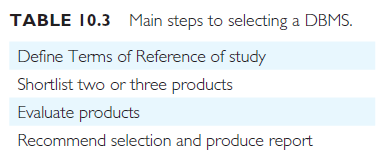 TABLE 10.3 Main steps to selecting a DBMS.
Define Terms of Reference of study
Shortlist two or three products
Evaluate products
Recommend selection and produce report